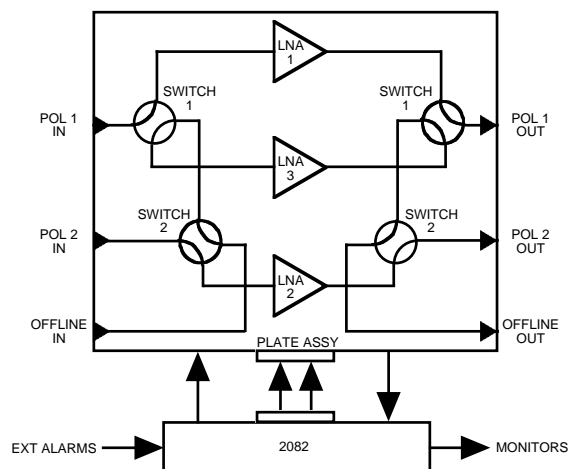 LNA
1
SWITCH
1
SWITCH
1
POL 1
IN
POL 1
OUT
LNA
3
SWITCH
2
SWITCH
2
POL 2
IN
POL 2
OUT
LNA
2
OFFLINE
IN
OFFLINE
OUT
PLATE ASSY
EXT ALARMS
2082
MONITORS